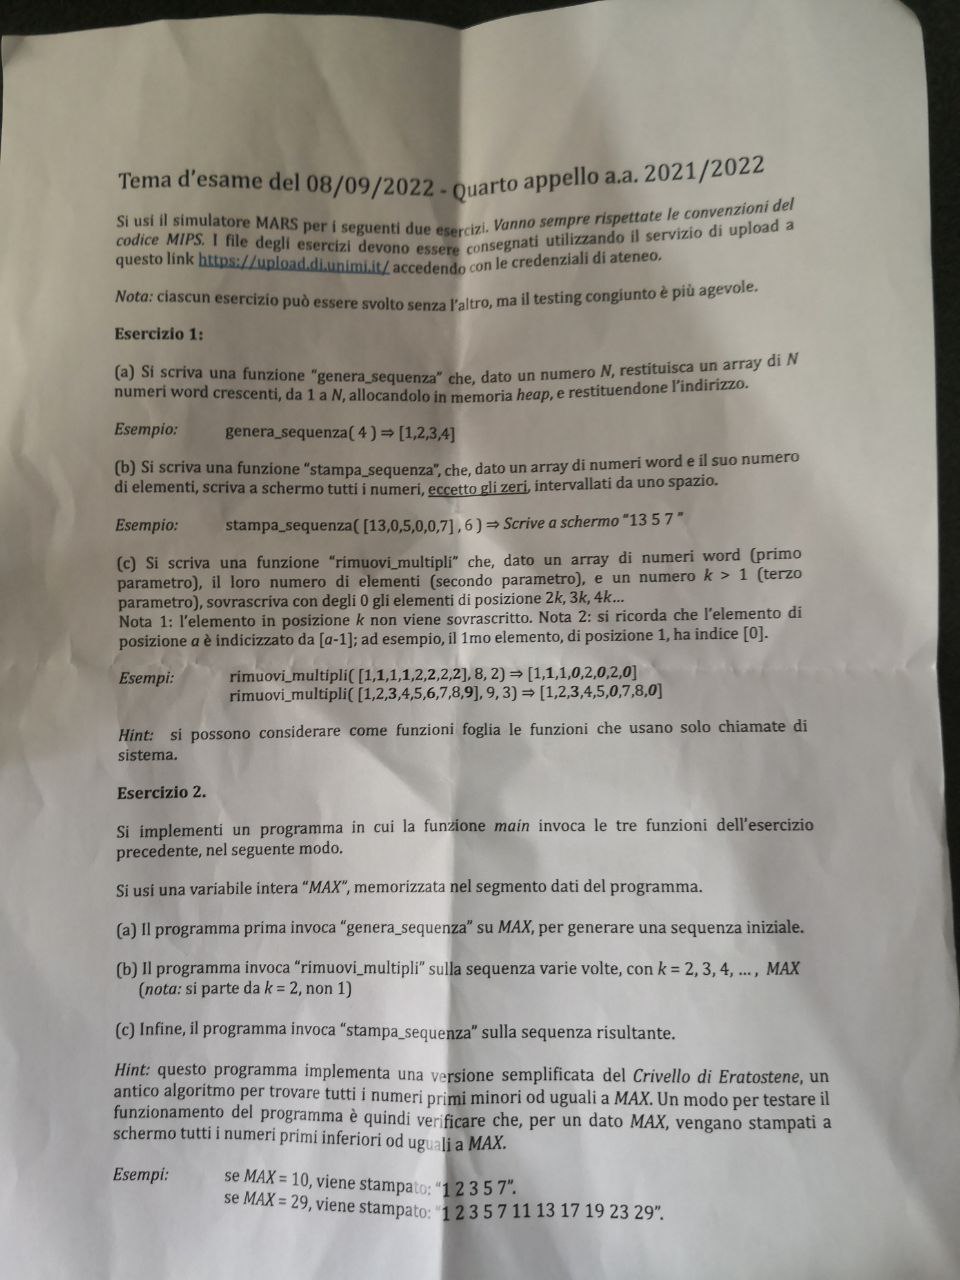 Tema d'esame del 08/09/2022 - Quarto appello a.a. 2021/2022
Si usi il simulatore MARS per i seguenti due esercizi. Vanno sempre rispettate le convenzioni del
codice MIPS. I file degli esercizi devono essere consegnati utilizzando il servizio di upload a
questo link https://upload.di.unimi.it/ accedendo con le credenziali di ateneo.
Nota: ciascun esercizio può essere svolto senza l'altro, ma il testing congiunto è più agevole.
Esercizio 1:
(a) Si scriva una funzione "genera_sequenza" che, dato un numero N, restituisca un array di N
numeri word crescenti, da 1 a N, allocandolo in memoria heap, e restituendone l'indirizzo.
Esempio: genera_sequenza( 4 ) ⇒ [1,2,3,4]
(b) Si scriva una funzione "stampa_sequenza", che, dato un array di numeri word e il suo numero
di elementi, scriva a schermo tutti i numeri, eccetto gli zeri, intervallati da uno spazio.
Esempio: stampa_sequenza( [13,0,5,0,0,7] , 6 ) ⇒ Scrive a schermo "13 5 7 "
(c) Si scriva una funzione "rimuovi_multipli" che, dato un array di numeri word (primo
parametro), il loro numero di elementi (secondo parametro), e un numero k > 1 (terzo
parametro), sovrascriva con degli 0 gli elementi di posizione 2k, 3k, 4k...
Nota 1: l'elemento in posizione k non viene sovrascritto. Nota 2: si ricorda che l'elemento di
posizione a è indicizzato da [a-1]; ad esempio, il 1mo elemento, di posizione 1, ha indice [0].
Esempi: rimuovi_multipli( [1,1,1,1,2,2,2,2], 8, 2) ⇒ [1,1,1,0,2,0,2,0]
rimuovi_multipli( [1,2,3,4,5,6,7,8,9], 9, 3) ⇒ [1,2,3,4,5,0,7,8,0]
Hint: si possono considerare come funzioni foglia le funzioni che usano solo chiamate di
sistema.
Esercizio 2.
Si implementi un programma in cui la funzione main invoca le tre funzioni dell'esercizio
precedente, nel seguente modo.
Si usi una variabile intera "MAX", memorizzata nel segmento dati del programma.
(a) Il programma prima invoca "genera_sequenza" su MAX, per generare una sequenza iniziale.
(b) Il programma invoca "rimuovi_multipli" sulla sequenza varie volte, con k = 2, 3, 4, ... , MAX
(nota: si parte da k = 2, non 1)
(c) Infine, il programma invoca "stampa_sequenza" sulla sequenza risultante.
Hint: questo programma implementa una versione semplificata del Crivello di Eratostene, un
antico algoritmo per trovare tutti i numeri primi minori od uguali a MAX. Un modo per testare il
funzionamento del programma è quindi verificare che, per un dato MAX, vengano stampati a
schermo tutti i numeri primi inferiori od uguali a MAX.
Esempi: se MAX = 10, viene stampato: "1 2 3 5 7".
se MAX = 29, viene stampato: "1 2 3 5 7 11 13 17 19 23 29".